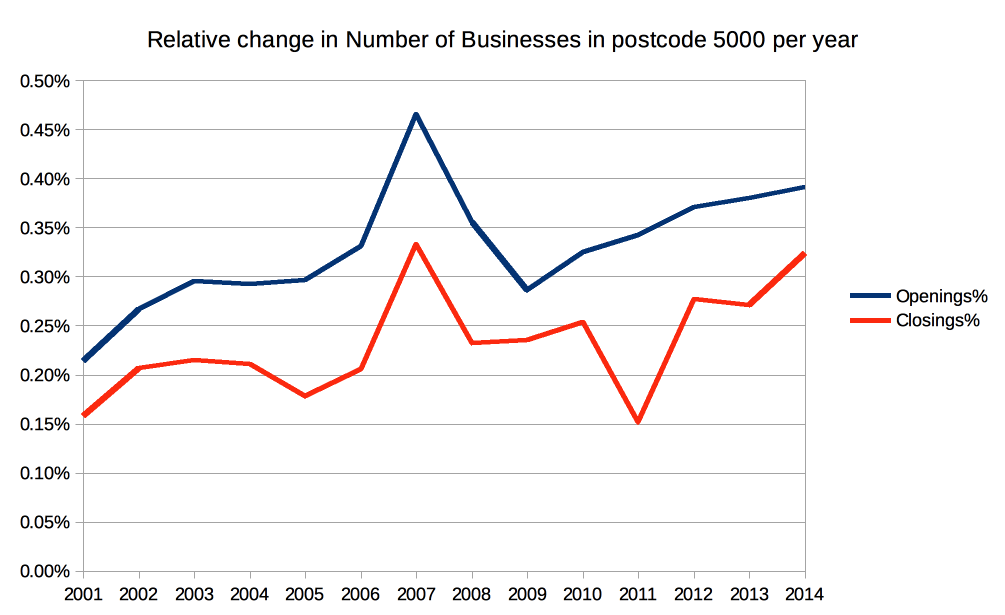 Relative change in Number of Businesses in postcode 5000 per year
0.50%
0.45%
0.40%
0.35%
0.30%
0.25%
0.20%
0.15%
0.10%
0.05%
0.00%
2001 2002 2003 2004 2005 2006 2007 2008 2009 2010 2011 2012 2013 2014
Openings%
Closings%